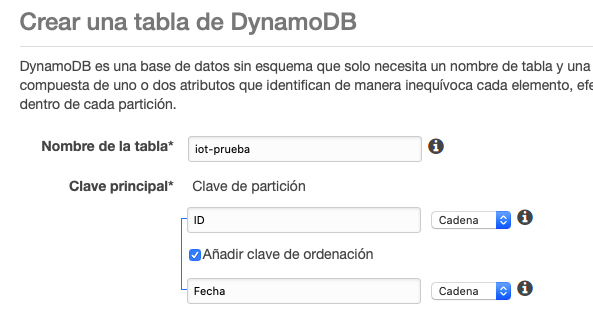 Crear una tabla de DynamoDB
DynamoDB es una base de datos sin esquema que solo necesita un nombre de tabla y una
compuesta de uno o dos atributos que identifican de manera inequívoca cada elemento, efe
dentro de cada partición.
Nombre de la tabla* iot-prueba
Clave principal* Clave de partición
ID Cadena
Añadir clave de ordenación
Fecha Cadena